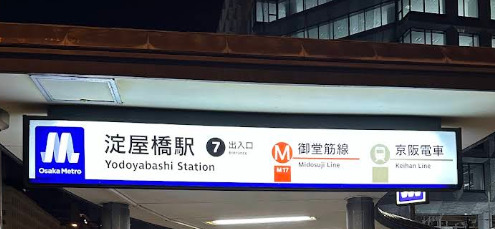 Osaka Metro
淀屋橋駅
Yodoyabashi Station
7 出入口
M 御堂筋線
Midosuji Line
M17
京阪電車
Keihan Line